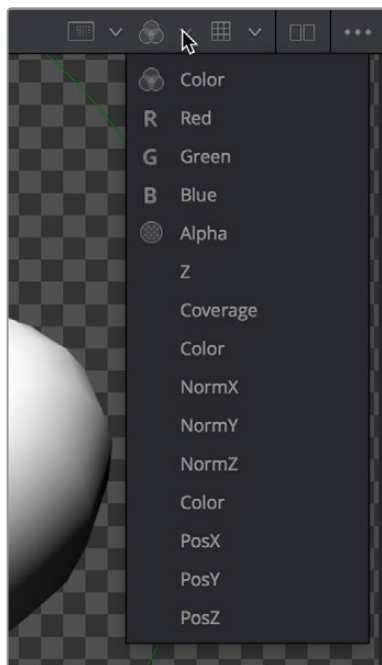 Color
R Red
G Green
B Blue
Alpha
Z
Coverage
Color
NormX
NormY
NormZ
Color
PosX
PosY
PosZ